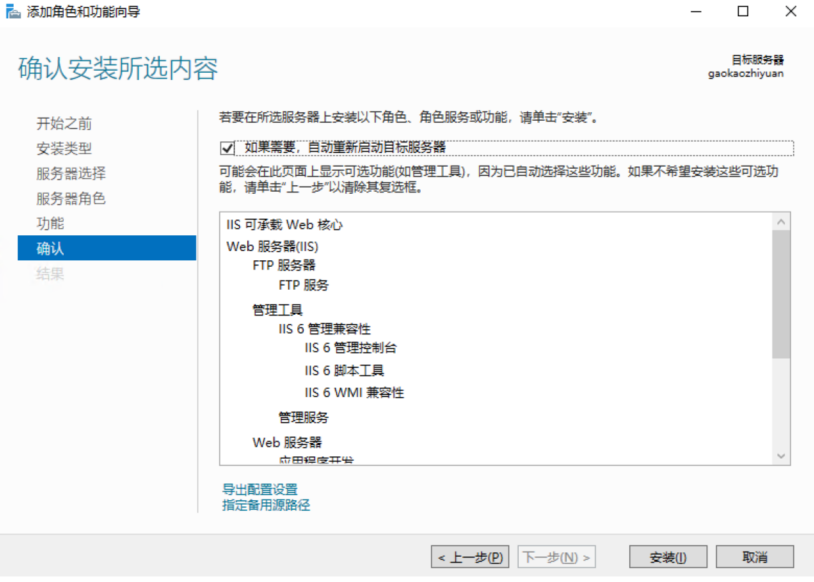 添加角色和功能向导
确认安装所选内容
目标服务器
gaokaozhiyuan
开始之前
安装类型
服务器选择
服务器角色
功能
确认
结果
若要在所选服务器上安装以下角色、角色服务或功能，请单击“安装”。
如果需要，自动重新启动目标服务器
可能会在此页面上显示可选功能(如管理工具)，因为已自动选择这些功能。如果不希望安装这些可选功
能，请单击“上一步”以清除其复选框。
IIS 可承载 Web 核心
Web 服务器(IIS)
FTP 服务器
FTP 服务
管理工具
IIS 6 管理兼容性
IIS 6 管理控制台
IIS 6 脚本工具
IIS 6 WMI 兼容性
管理服务
Web 服务器
应用程序开发
导出配置设置
指定备用源路径
< 上一步(P)
下一步(N) >
安装(I)
取消